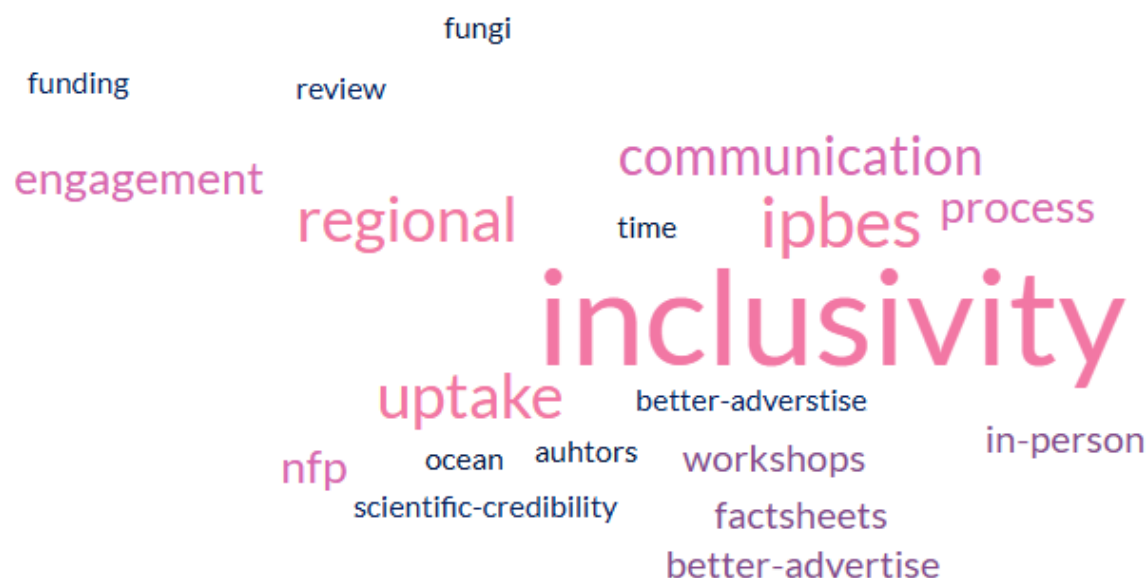 fungi
funding
review
communication
engagement
regional
time
ipbes
process
inclusivity
uptake
better-adverstise
in-person
nfp
ocean
auhtors
workshops
scientific-credibility
factsheets
better-advertise